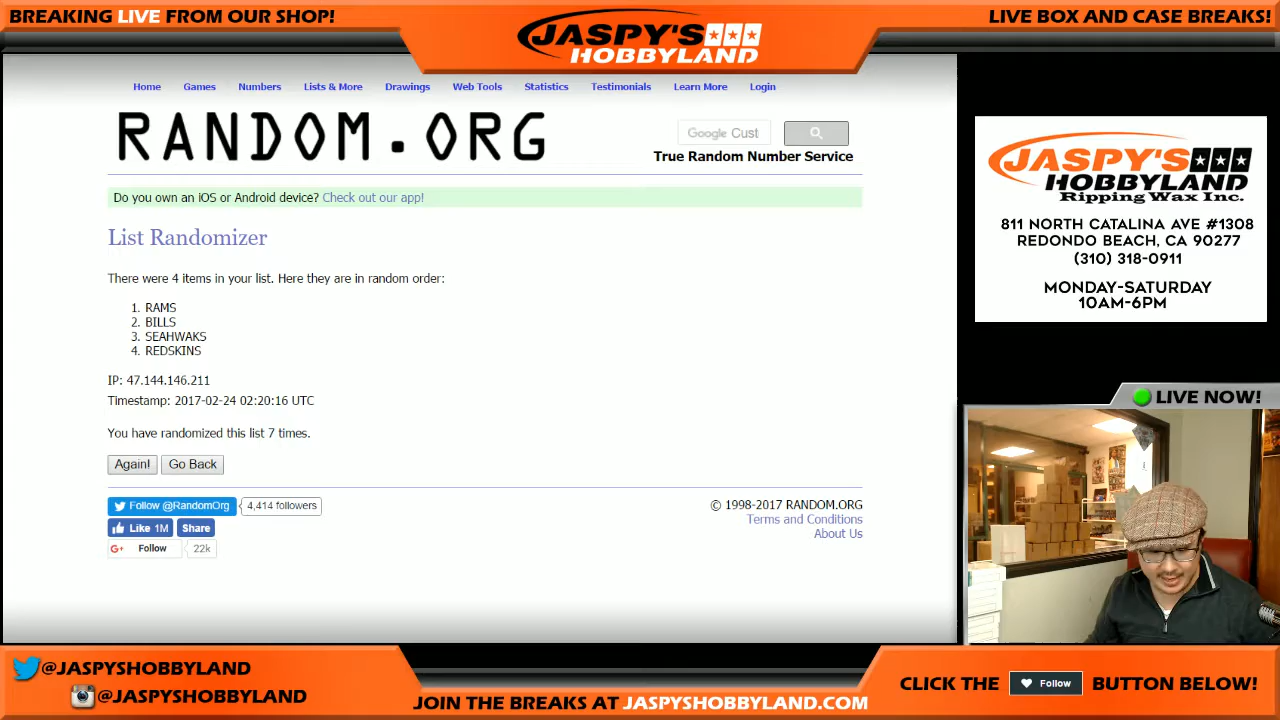 BREAKING LIVE FROM OUR SHOP!
JASPY'S
HOBBYLAND
LIVE BOX AND CASE BREAKS!
Home Games Numbers Lists & More Drawings Web Tools Statistics Testimonials Learn More Login
RANDOM.ORG
Google Cust
True Random Number Service
Do you own an iOS or Android device? Check out our app!
List Randomizer
There were 4 items in your list. Here they are in random order:
1. RAMS
2. BILLS
3. SEAHWAKS
4. REDSKINS
IP: 47.144.146.211
Timestamp: 2017-02-24 02:20:16 UTC
You have randomized this list 7 times.
Again! Go Back
Follow @RandomOrg 4,414 followers
Like 1M Share
G+ Follow 22k
© 1998-2017 RANDOM.ORG
Terms and Conditions
About Us
JASPY'S
HOBBYLAND
Ripping Wax Inc.
811 NORTH CATALINA AVE #1308
REDONDO BEACH, CA 90277
(310) 318-0911
MONDAY-SATURDAY
10AM-6PM
LIVE NOW!
@JASPYSHOBBYLAND
@JASPYSHOBBYLAND
JOIN THE BREAKS AT JASPYSHOBBYLAND.COM
CLICK THE Follow BUTTON BELOW!